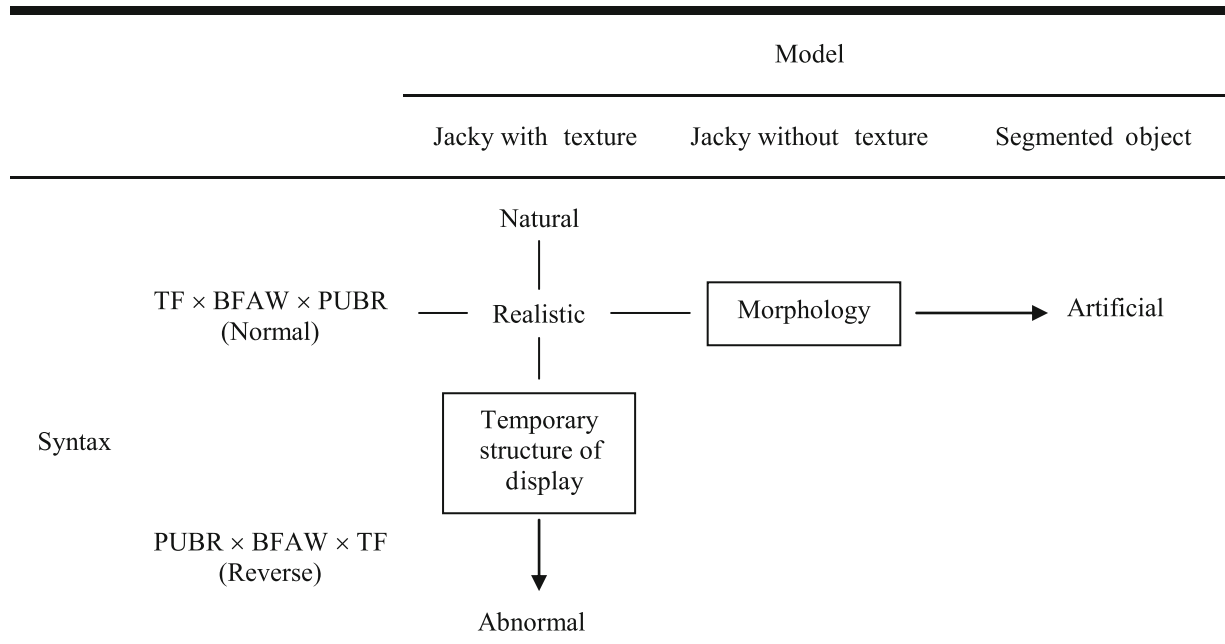 Model
Jacky with texture Jacky without texture Segmented object
Natural
TF × BFAW × PUBR
(Normal)
Realistic
Morphology
Artificial
Temporary
structure of
display
Syntax
PUBR × BFAW × TF
(Reverse)
Abnormal